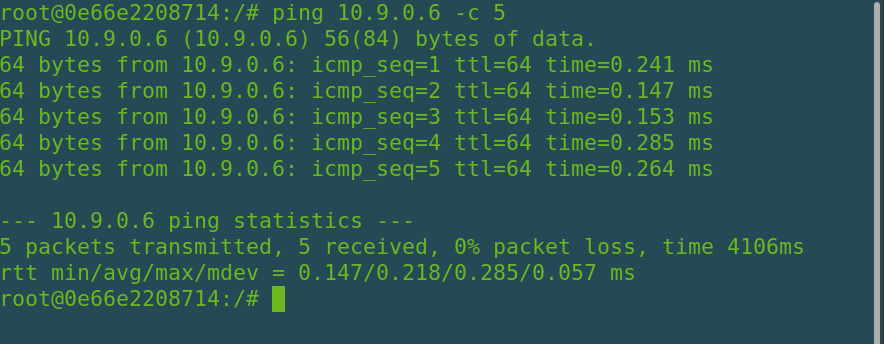 root@0e66e2208714:/# ping 10.9.0.6 -c 5
PING 10.9.0.6 (10.9.0.6) 56(84) bytes of data.
64 bytes from 10.9.0.6: icmp_seq=1 ttl=64 time=0.241 ms
64 bytes from 10.9.0.6: icmp_seq=2 ttl=64 time=0.147 ms
64 bytes from 10.9.0.6: icmp_seq=3 ttl=64 time=0.153 ms
64 bytes from 10.9.0.6: icmp_seq=4 ttl=64 time=0.285 ms
64 bytes from 10.9.0.6: icmp_seq=5 ttl=64 time=0.264 ms

--- 10.9.0.6 ping statistics ---
5 packets transmitted, 5 received, 0% packet loss, time 4106ms
rtt min/avg/max/mdev = 0.147/0.218/0.285/0.057 ms
root@0e66e2208714:/#